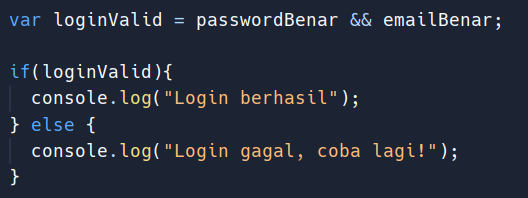 var loginValid = passwordBenar && emailBenar;
if(loginValid){
console.log("Login berhasil");
} else {
console.log("Login gagal, coba lagi!");
}